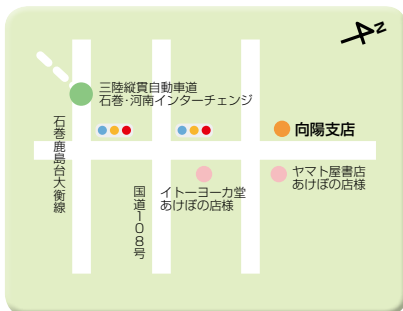 N
三陸縦貫自動車道
石巻・河南インターチェンジ
向陽支店
石巻鹿島台大衡線
国道108号
イトーヨーカ堂
あけぼの店様
ヤマト屋書店
あけぼの店様